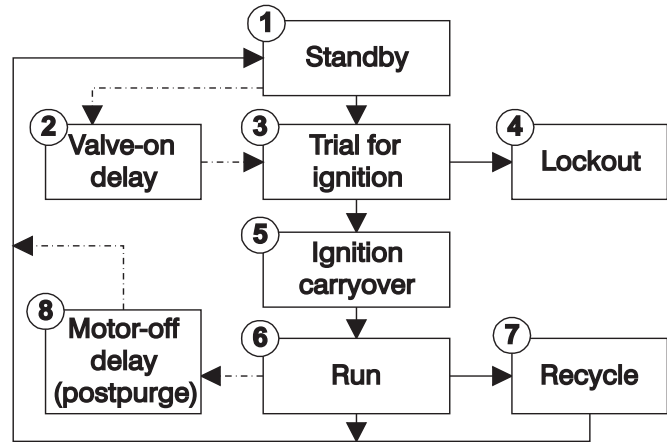 1
Standby
2
Valve-on
delay
3
Trial for
ignition
4
Lockout
5
Ignition
carryover
8
Motor-off
delay
(postpurge)
6
Run
7
Recycle